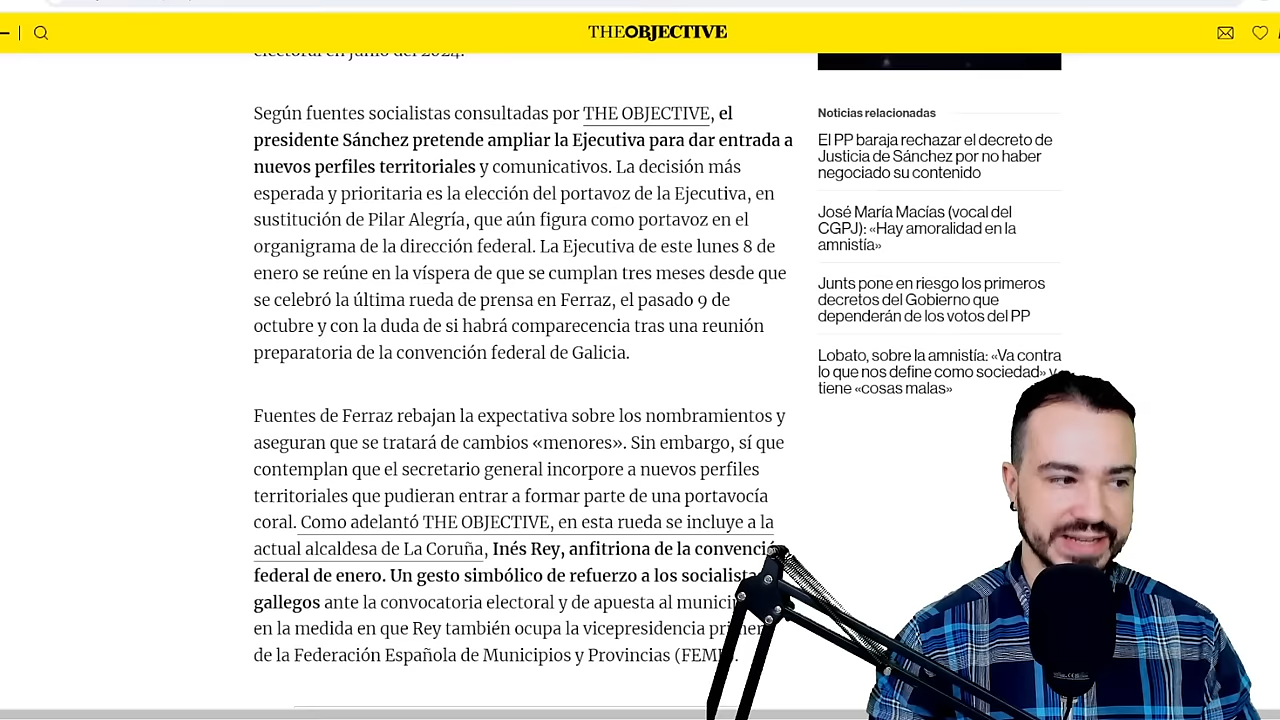 THEOBJECTIVE
electoral en junio del 2024.
Según fuentes socialistas consultadas por THE OBJECTIVE, el
presidente Sánchez pretende ampliar la Ejecutiva para dar entrada a
nuevos perfiles territoriales y comunicativos. La decisión más
esperada y prioritaria es la elección del portavoz de la Ejecutiva, en
sustitución de Pilar Alegría, que aún figura como portavoz en el
organigrama de la dirección federal. La Ejecutiva de este lunes 8 de
enero se reúne en la víspera de que se cumplan tres meses desde que
se celebró la última rueda de prensa en Ferraz, el pasado 9 de
octubre y con la duda de si habrá comparecencia tras una reunión
preparatoria de la convención federal de Galicia.
Fuentes de Ferraz rebajan la expectativa sobre los nombramientos y
aseguran que se tratará de cambios «menores». Sin embargo, sí que
contemplan que el secretario general incorpore a nuevos perfiles
territoriales que pudieran entrar a formar parte de una portavocía
coral. Como adelantó THE OBJECTIVE, en esta rueda se incluye a la
actual alcaldesa de La Coruña, Inés Rey, anfitriona de la convención
federal de enero. Un gesto simbólico de refuerzo a los socialista
gallegos ante la convocatoria electoral y de apuesta al munici
en la medida en que Rey también ocupa la vicepresidencia primer
de la Federación Española de Municipios y Provincias (FEMP).
Noticias relacionadas
El PP baraja rechazar el decreto de
Justicia de Sánchez por no haber
negociado su contenido
José María Macías (vocal del
CGPJ): «Hay amoralidad en la
amnistía»
Junts pone en riesgo los primeros
decretos del Gobierno que
dependerán de los votos del PP
Lobato, sobre la amnistía: «Va contra
lo que nos define como sociedad» y
tiene «cosas malas»